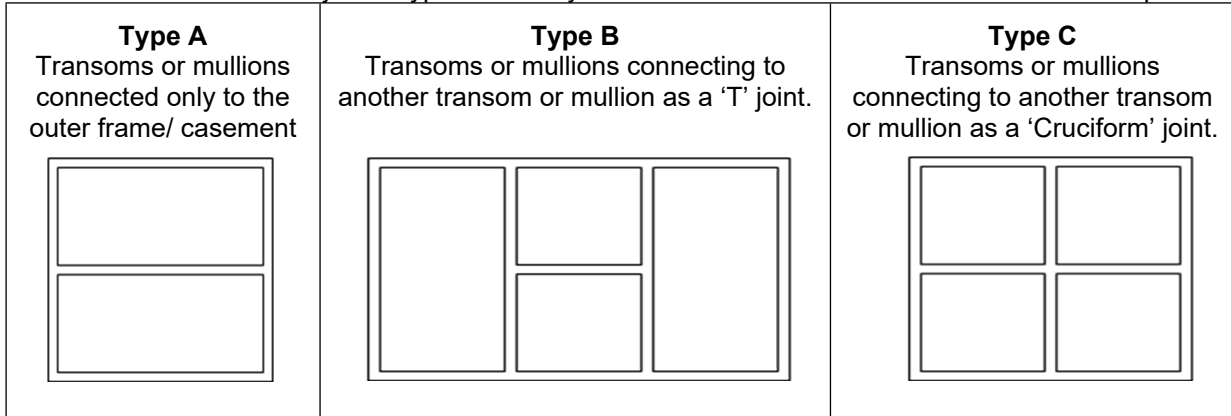 Type A
Transoms or mullions
connected only to the
outer frame/ casement
Type B
Transoms or mullions connecting to
another transom or mullion as a ‘T’ joint.
Type C
Transoms or mullions
connecting to another transom
or mullion as a ‘Cruciform’ joint.